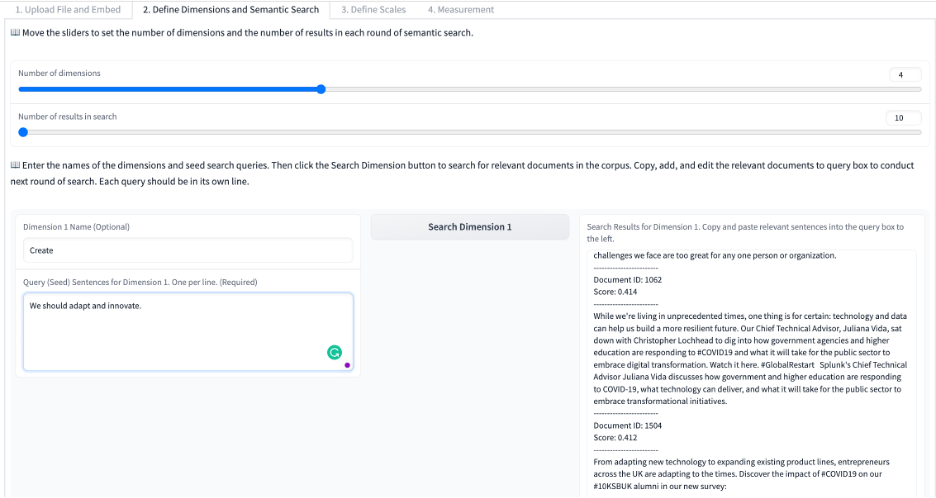 1. Upload File and Embed
2. Define Dimensions and Semantic Search
3. Define Scales
4. Measurement
Move the sliders to set the number of dimensions and the number of results in each round of semantic search.
Number of dimensions
4
Number of results in search
10
Enter the names of the dimensions and seed search queries. Then click the Search Dimension button to search for relevant documents in the corpus. Copy, add, and edit the relevant documents to query box to conduct
next round of search. Each query should be in its own line.
Dimension 1 Name (Optional)
Create
Query (Seed) Sentences for Dimension 1. One per line. (Required)
We should adapt and innovate.
Search Dimension 1
Search Results for Dimension 1. Copy and paste relevant sentences into the query box to
the left.
challenges we face are too great for any one person or organization.
------------------------
Document ID: 1062
Score: 0.414
------------------------
While we're living in unprecedented times, one thing is for certain: technology and data
can help us build a more resilient future. Our Chief Technical Advisor, Juliana Vida, sat
down with Christopher Lochhead to dig into how government agencies and higher
education are responding to #COVID19 and what it will take for the public sector to
embrace digital transformation. Watch it here. #GlobalRestart  Splunk's Chief Technical
Advisor Juliana Vida discusses how government and higher education are responding
to COVID-19, what technology can deliver, and what it will take for the public sector to
embrace transformational initiatives.
------------------------
Document ID: 1504
Score: 0.412
------------------------
From adapting new technology to expanding existing product lines, entrepreneurs
across the UK are adapting to the times. Discover the impact of #COVID19 on our
#10KSBUK alumni in our new survey: